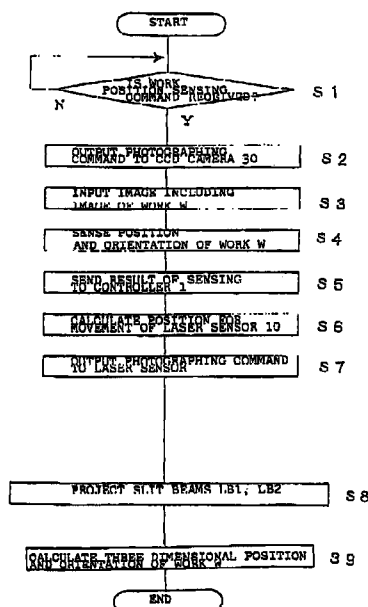 START
IS WORK
POSITION SENSING
COMMAND RECEIVED?
S 1
N
Y
OUTPUT PHOTOGRAPHING
COMMAND TO CCD CAMERA 30
S 2
INPUT IMAGE INCLUDING
IMAGE OF WORK W
S 3
SENSE POSITION
AND ORIENTATION OF WORK W
S 4
SEND RESULT OF SENSING
TO CONTROLLER 1
S 5
CALCULATE POSITION FOR
MOVEMENT OF LASER SENSOR 10
S 6
OUTPUT PHOTOGRAPHING COMMAND
TO LASER SENSOR
S 7
PROJECT SLIT BEAMS LB1, LB2
S 8
CALCULATE THREE DIMENSIONAL POSITION
AND ORIENTATION OF WORK W
S9
END